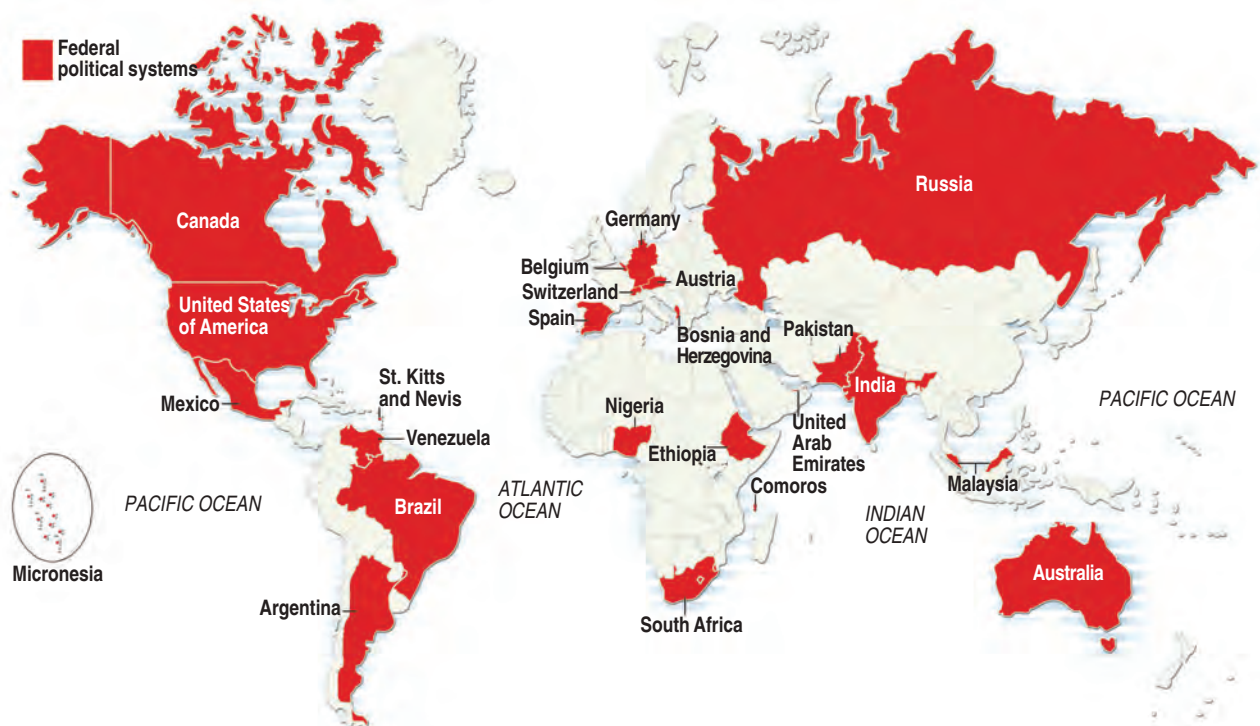 Federal
political systems
Canada
United States
of America
Mexico
St. Kitts
and Nevis
Venezuela
Brazil
Argentina
Micronesia
PACIFIC OCEAN
ATLANTIC
OCEAN
Germany
Belgium
Austria
Switzerland
Spain
Bosnia and
Herzegovina
Russia
Pakistan
India
Nigeria
Ethiopia
United
Arab
Emirates
Comoros
South Africa
Malaysia
INDIAN
OCEAN
PACIFIC OCEAN
Australia